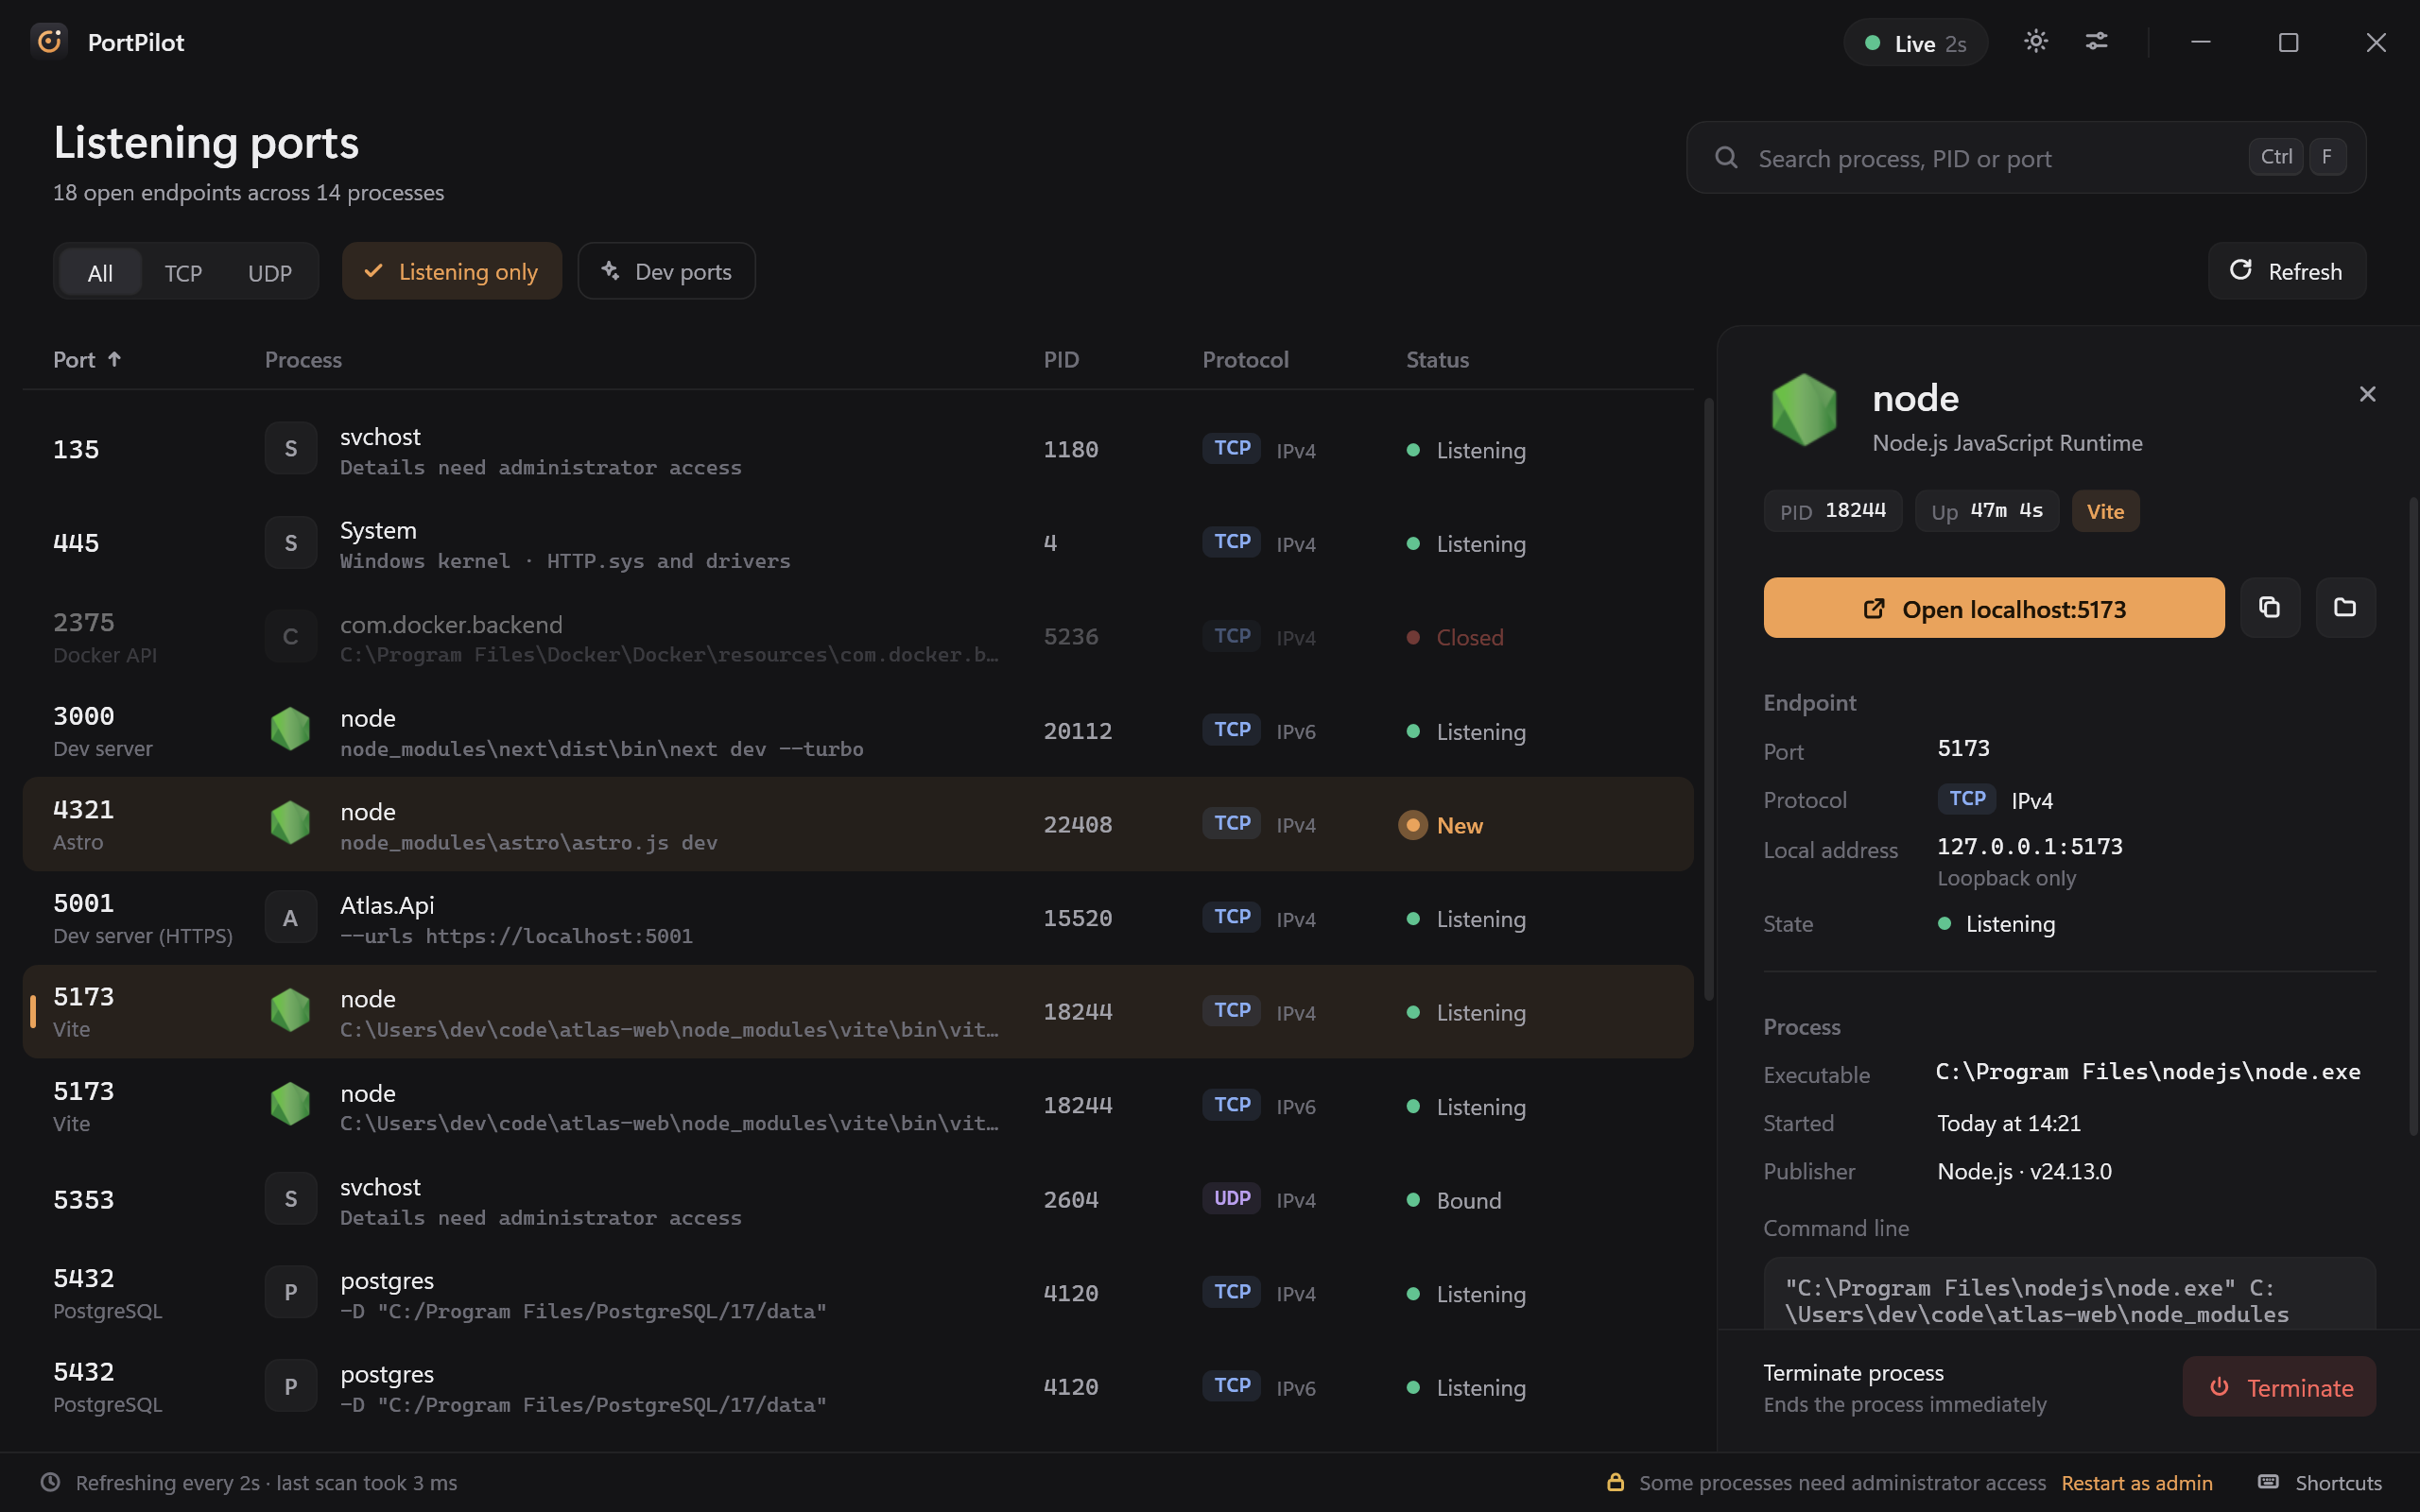 PortPilot
Live 2s
Listening ports
18 open endpoints across 14 processes
Search process, PID or port
Ctrl F
All TCP UDP Listening only Dev ports
Refresh
Port Process PID Protocol Status
135 S svchost 1180 TCP IPv4 Listening
Details need administrator access
445 S System 4 TCP IPv4 Listening
Windows kernel · HTTP.sys and drivers
2375 C com.docker.backend 5236 TCP IPv4 Closed
Docker API C:\Program Files\Docker\Docker\resources\com.docker.b…
3000 node 20112 TCP IPv6 Listening
Dev server node_modules\next\dist\bin\next dev --turbo
4321 node 22408 TCP IPv4 New
Astro node_modules\astro\astro.js dev
5001 A Atlas.Api 15520 TCP IPv4 Listening
Dev server (HTTPS) --urls https://localhost:5001
5173 node 18244 TCP IPv4 Listening
Vite C:\Users\dev\code\atlas-web\node_modules\vite\bin\vit…
5173 node 18244 TCP IPv6 Listening
Vite C:\Users\dev\code\atlas-web\node_modules\vite\bin\vit…
5353 S svchost 2604 UDP IPv4 Bound
Details need administrator access
5432 P postgres 4120 TCP IPv4 Listening
PostgreSQL -D "C:/Program Files/PostgreSQL/17/data"
5432 P postgres 4120 TCP IPv6 Listening
PostgreSQL -D "C:/Program Files/PostgreSQL/17/data"
node
Node.js JavaScript Runtime
PID 18244 Up 47m 4s Vite
Open localhost:5173
Endpoint
Port 5173
Protocol TCP IPv4
Local address 127.0.0.1:5173
Loopback only
State Listening
Process
Executable C:\Program Files\nodejs\node.exe
Started Today at 14:21
Publisher Node.js · v24.13.0
Command line
"C:\Program Files\nodejs\node.exe" C:
\Users\dev\code\atlas-web\node_modules
Terminate process
Ends the process immediately
Terminate
Refreshing every 2s · last scan took 3 ms
Some processes need administrator access Restart as admin
Shortcuts